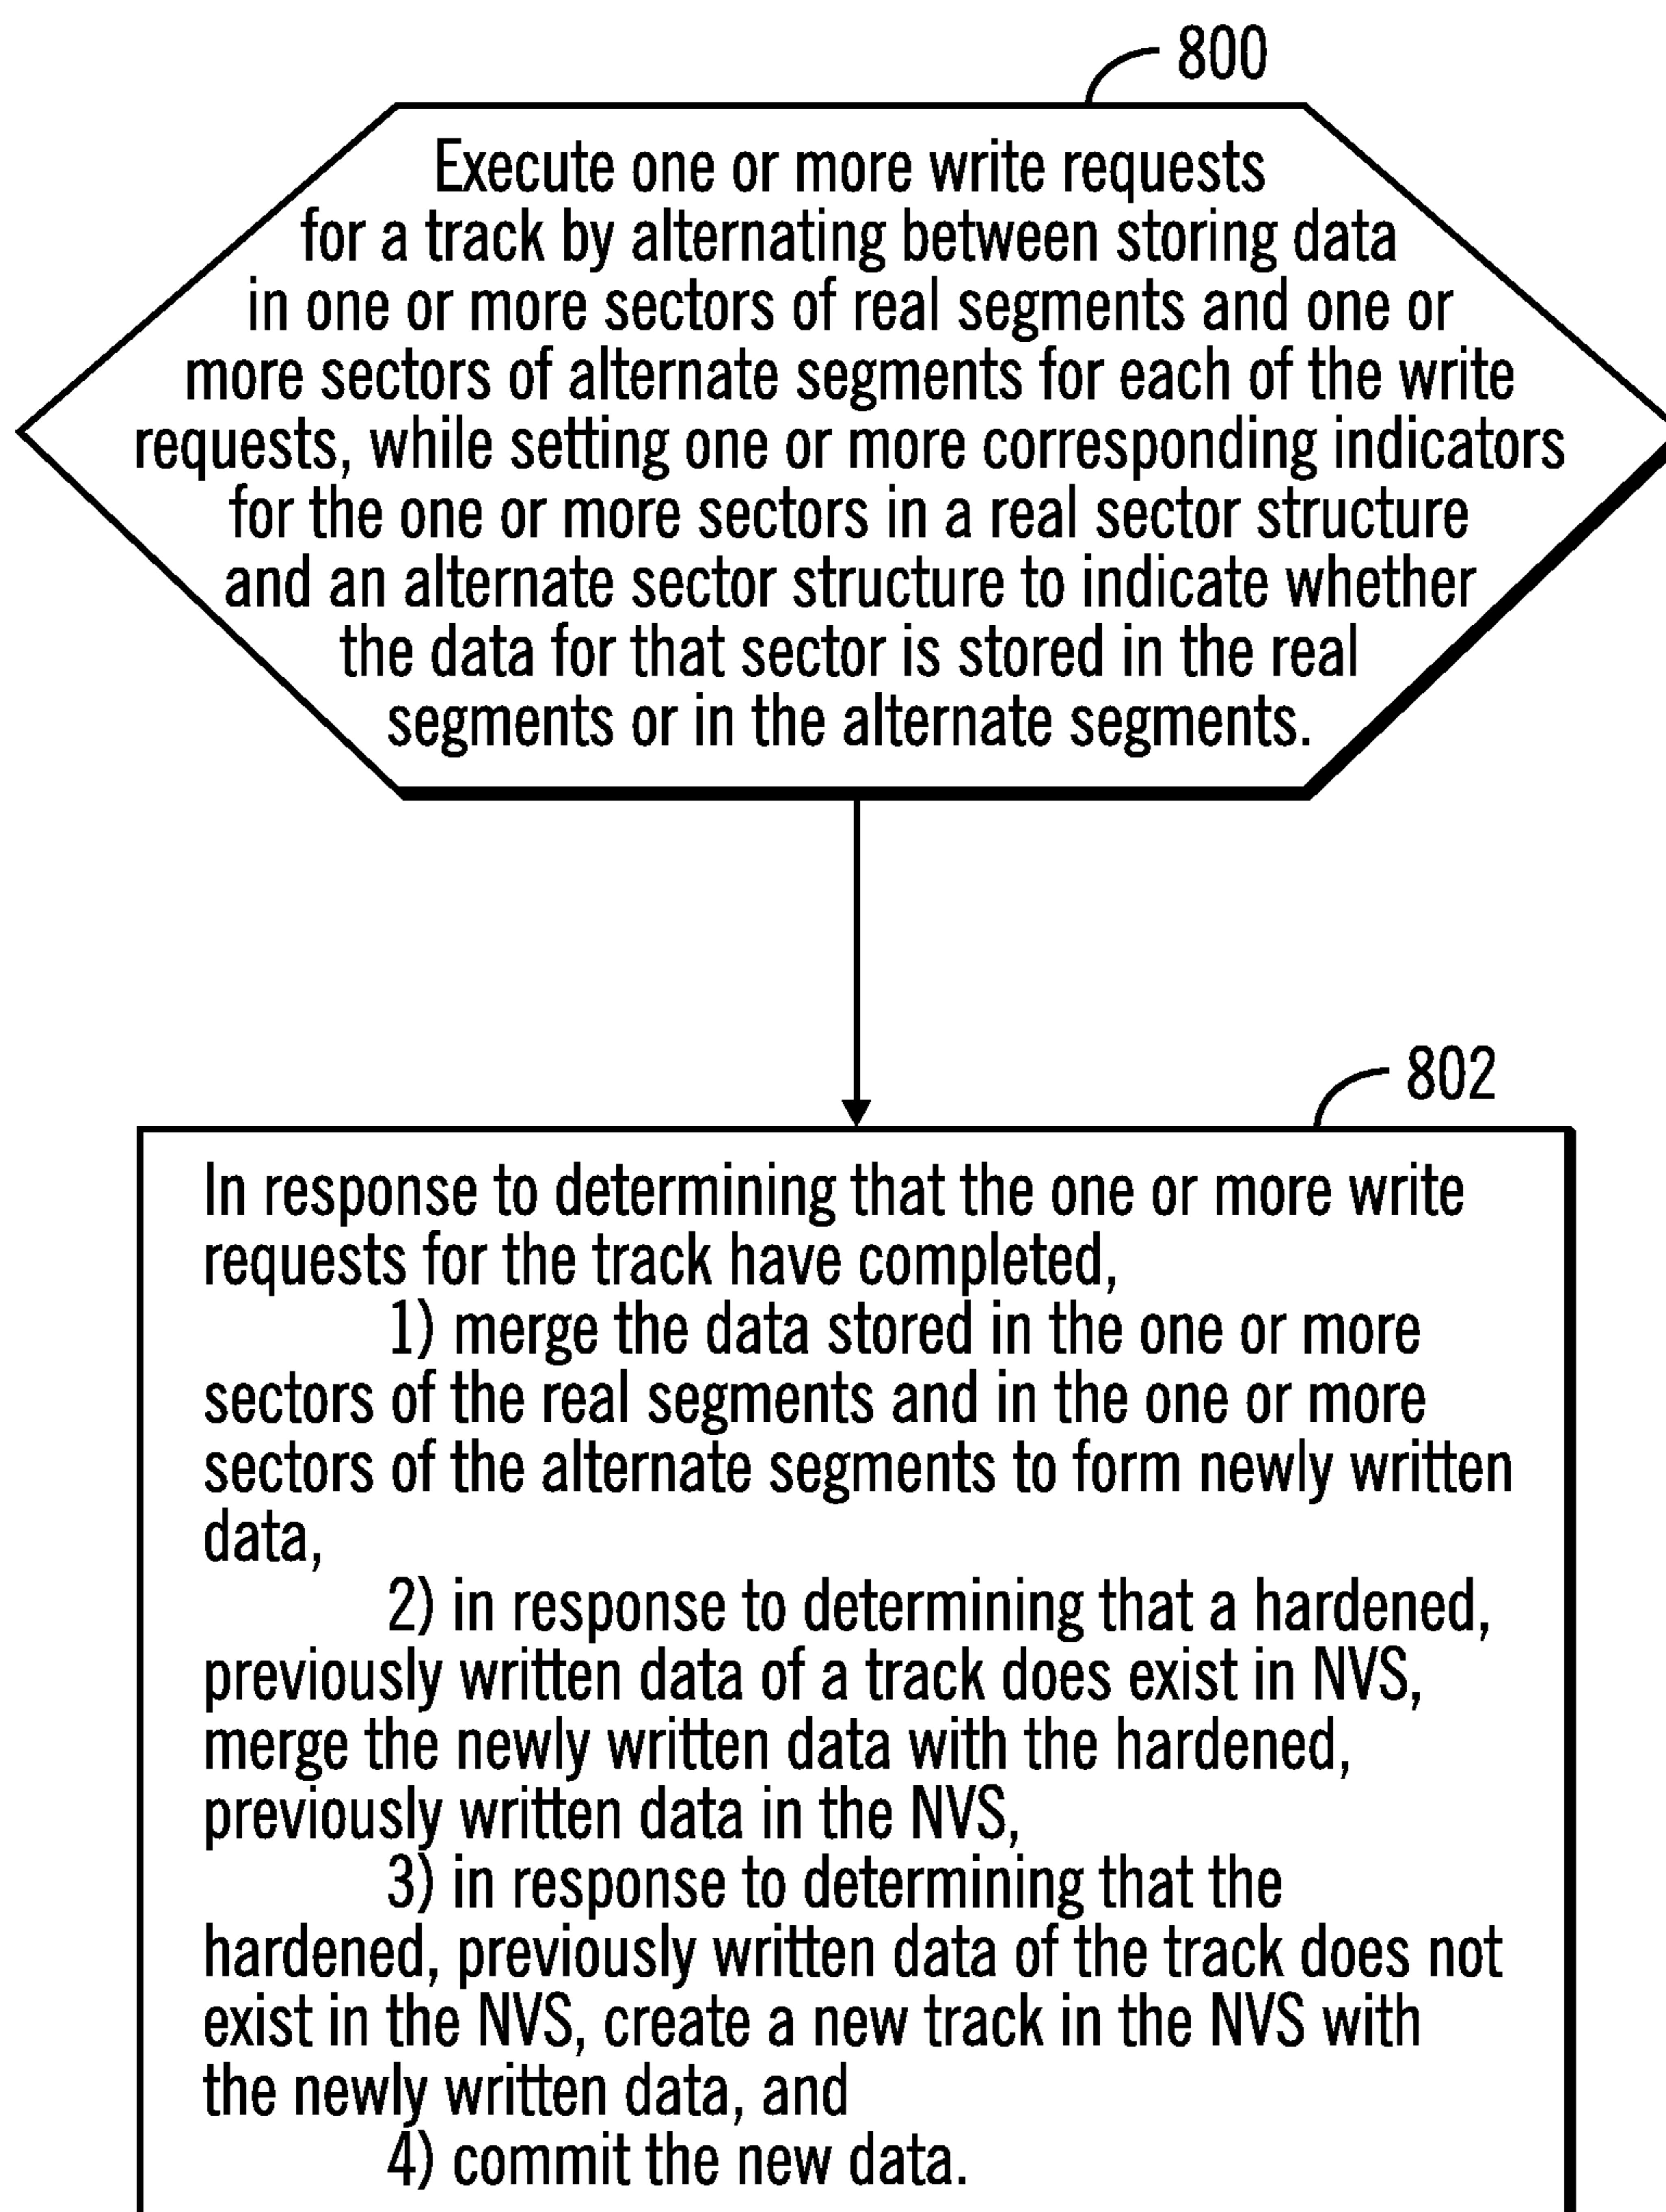 800
Execute one or more write requests
for a track by alternating between storing data
in one or more sectors of real segments and one or
more sectors of alternate segments for each of the write
requests, while setting one or more corresponding indicators
for the one or more sectors in a real sector structure
and an alternate sector structure to indicate whether
the data for that sector is stored in the real
segments or in the alternate segments.
802
In response to determining that the one or more write
requests for the track have completed,
1) merge the data stored in the one or more
sectors of the real segments and in the one or more
sectors of the alternate segments to form newly written
data,
2) in response to determining that a hardened,
previously written data of a track does exist in NVS,
merge the newly written data with the hardened,
previously written data in the NVS,
3) in response to determining that the
hardened, previously written data of the track does not
exist in the NVS, create a new track in the NVS with
the newly written data, and
4) commit the new data.